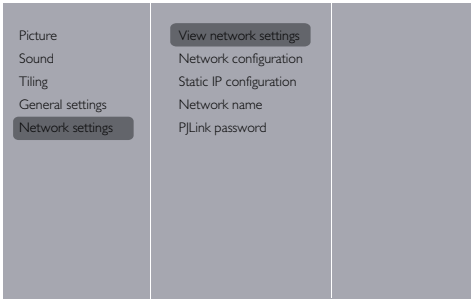 Picture
Sound
Tiling
General settings
Network settings
View network settings
Network configuration
Static IP configuration
Network name
PJLink password